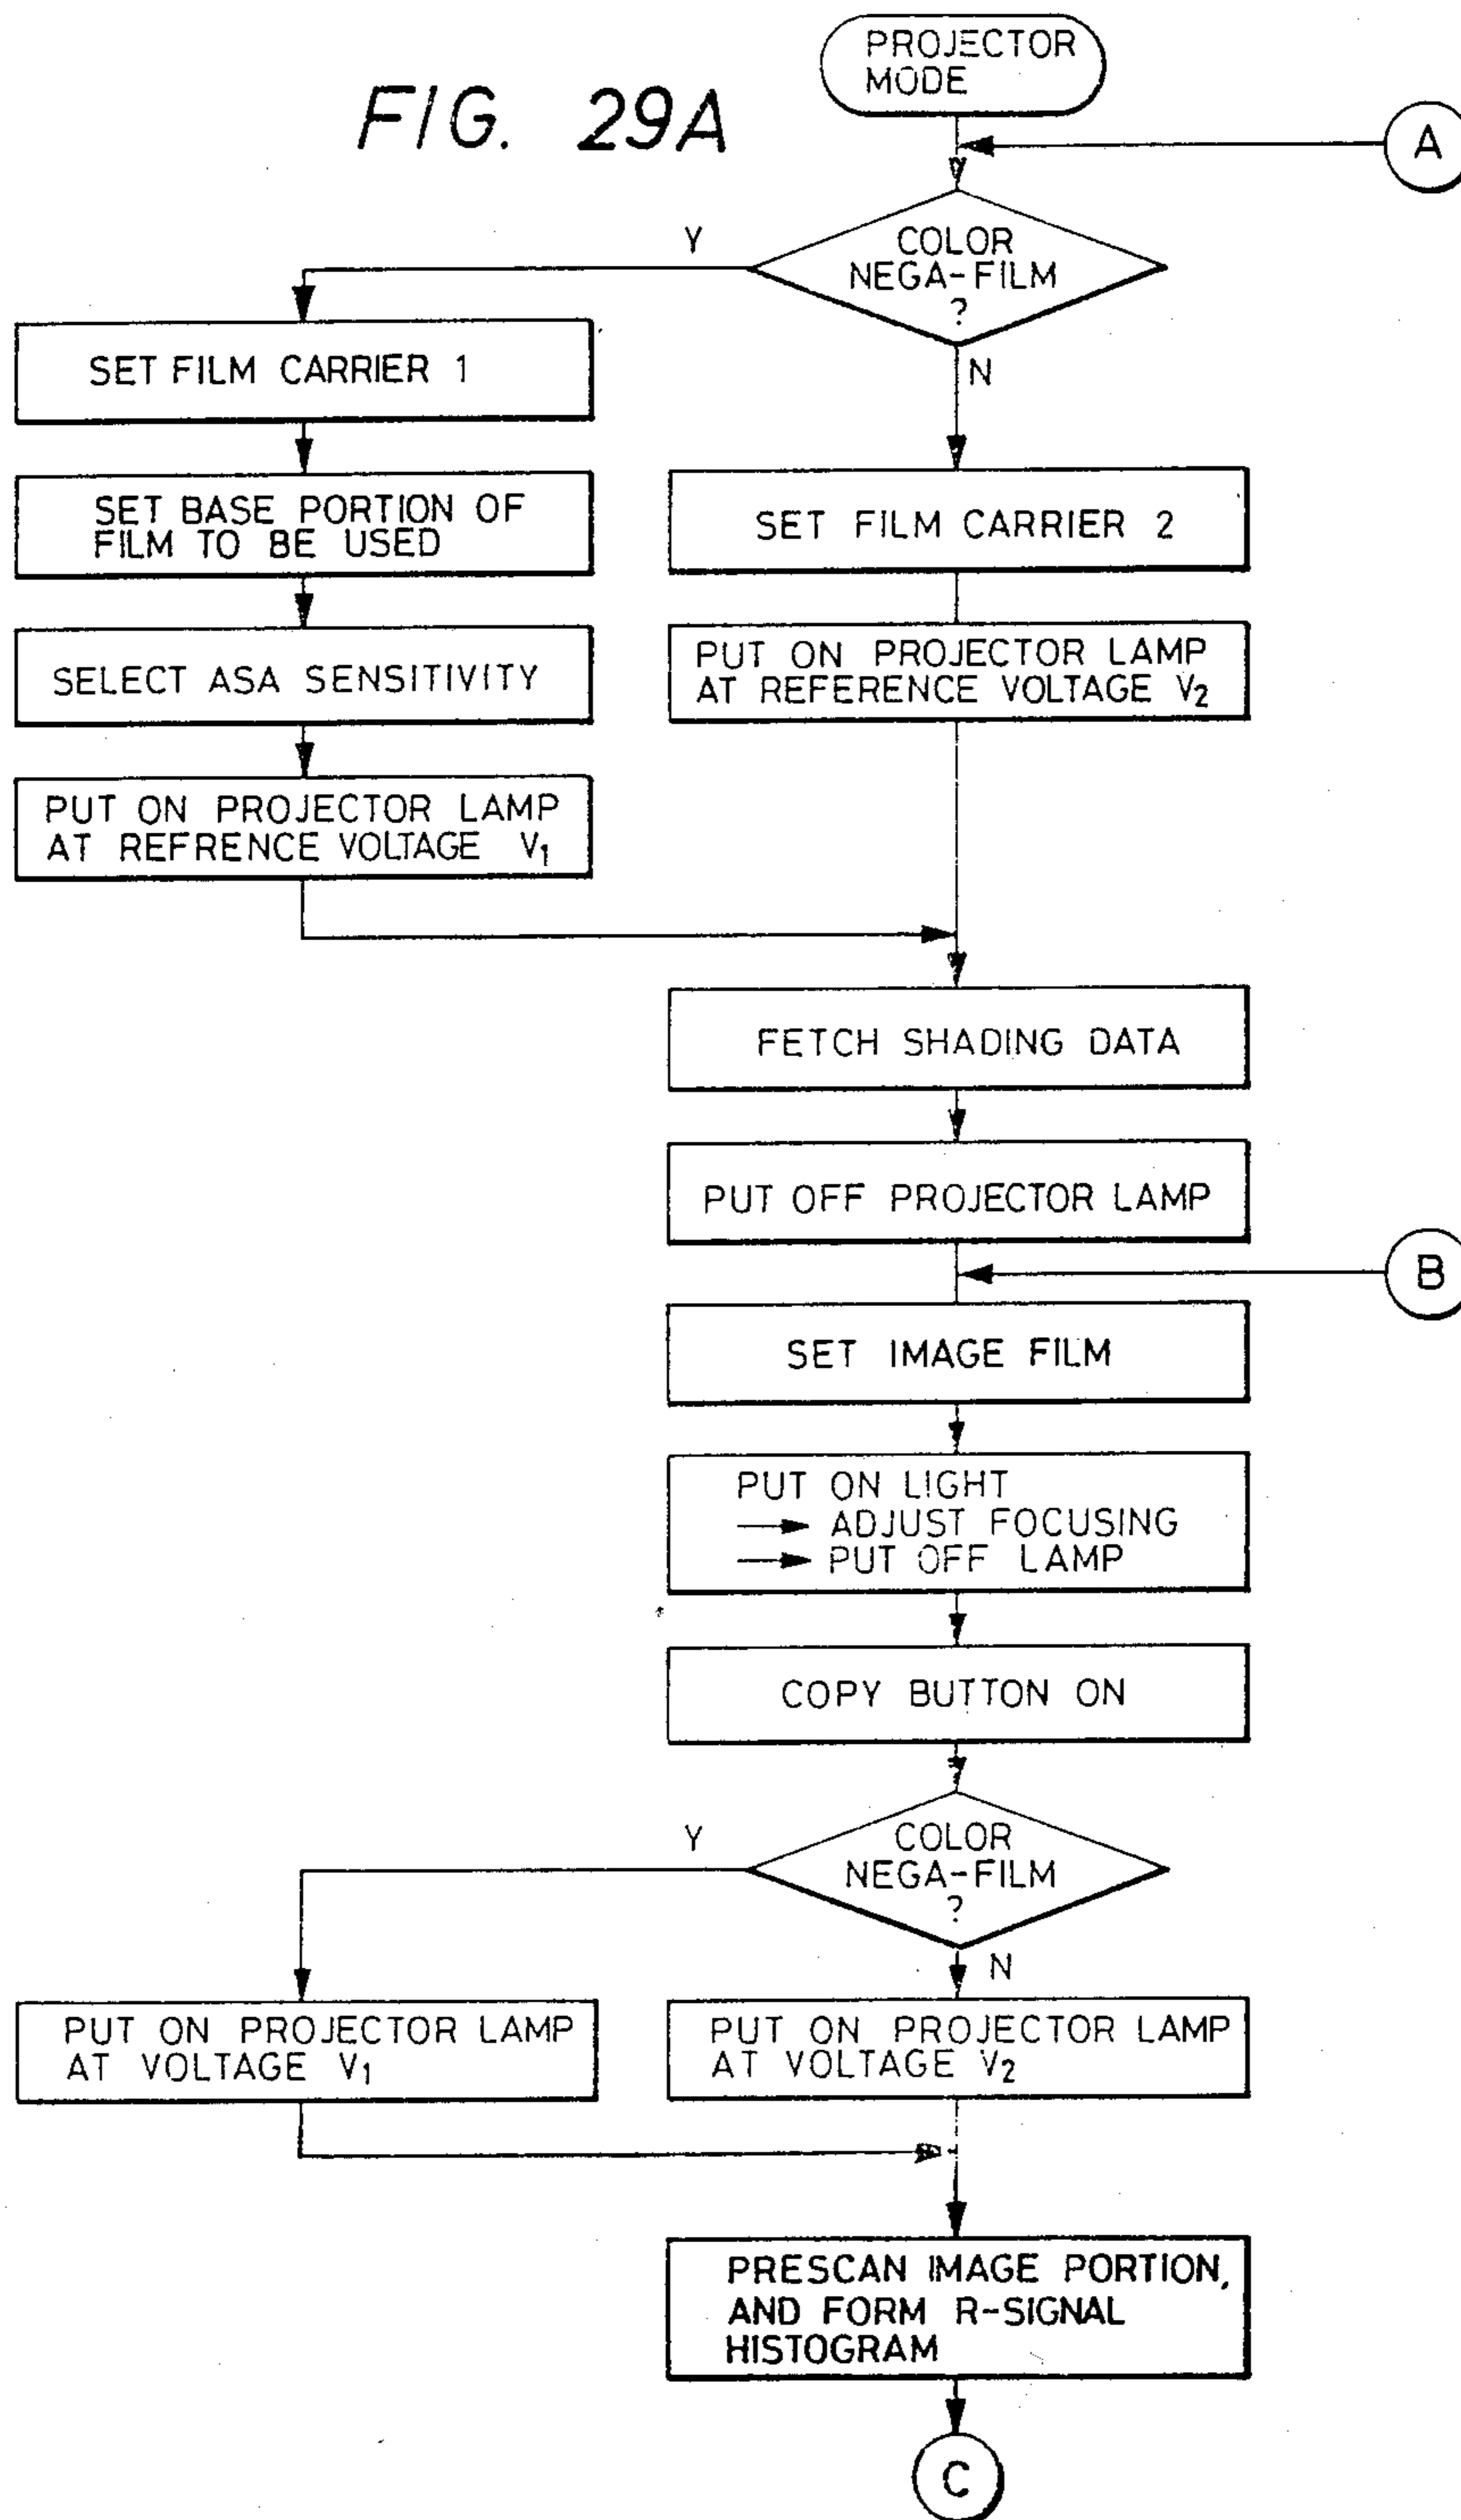 FIG. 29A
PROJECTOR
MODE
A
COLOR
NEGA-FILM
?
Y
N
SET FILM CARRIER 1
SET BASE PORTION OF
FILM TO BE USED
SELECT ASA SENSITIVITY
PUT ON PROJECTOR LAMP
AT REFRENCE VOLTAGE V1
SET FILM CARRIER 2
PUT ON PROJECTOR LAMP
AT REFERENCE VOLTAGE V2
FETCH SHADING DATA
PUT OFF PROJECTOR LAMP
B
SET IMAGE FILM
PUT ON LIGHT
→ ADJUST FOCUSING
→ PUT OFF LAMP
COPY BUTTON ON
COLOR
NEGA-FILM
?
Y
N
PUT ON PROJECTOR LAMP
AT VOLTAGE V1
PUT ON PROJECTOR LAMP
AT VOLTAGE V2
PRESCAN IMAGE PORTION,
AND FORM R-SIGNAL
HISTOGRAM
C